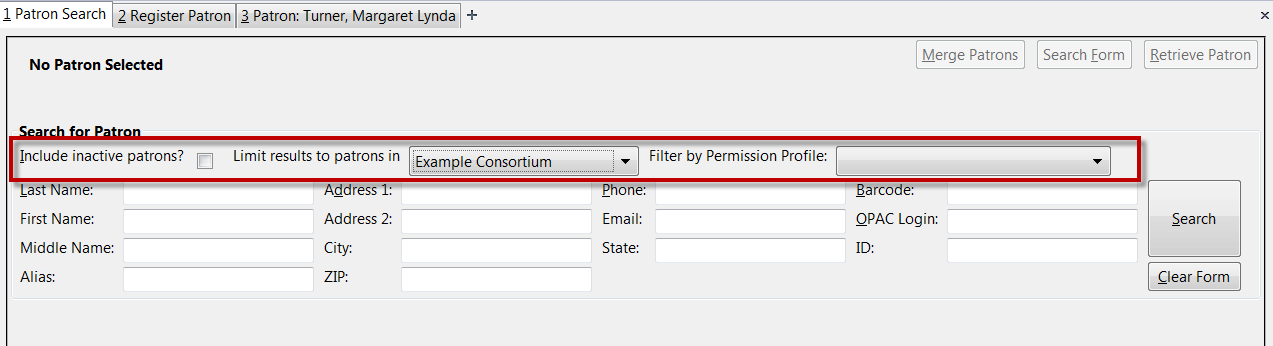 1 Patron Search 2 Register Patron 3 Patron: Turner, Margaret Lynda + ×
No Patron Selected Merge Patrons Search Form Retrieve Patron
Search for Patron
Include inactive patrons? Limit results to patrons in Example Consortium Filter by Permission Profile:
Last Name: Address 1: Phone: Barcode:
First Name: Address 2: Email: OPAC Login: Search
Middle Name: City: State: ID:
Alias: ZIP: Clear Form